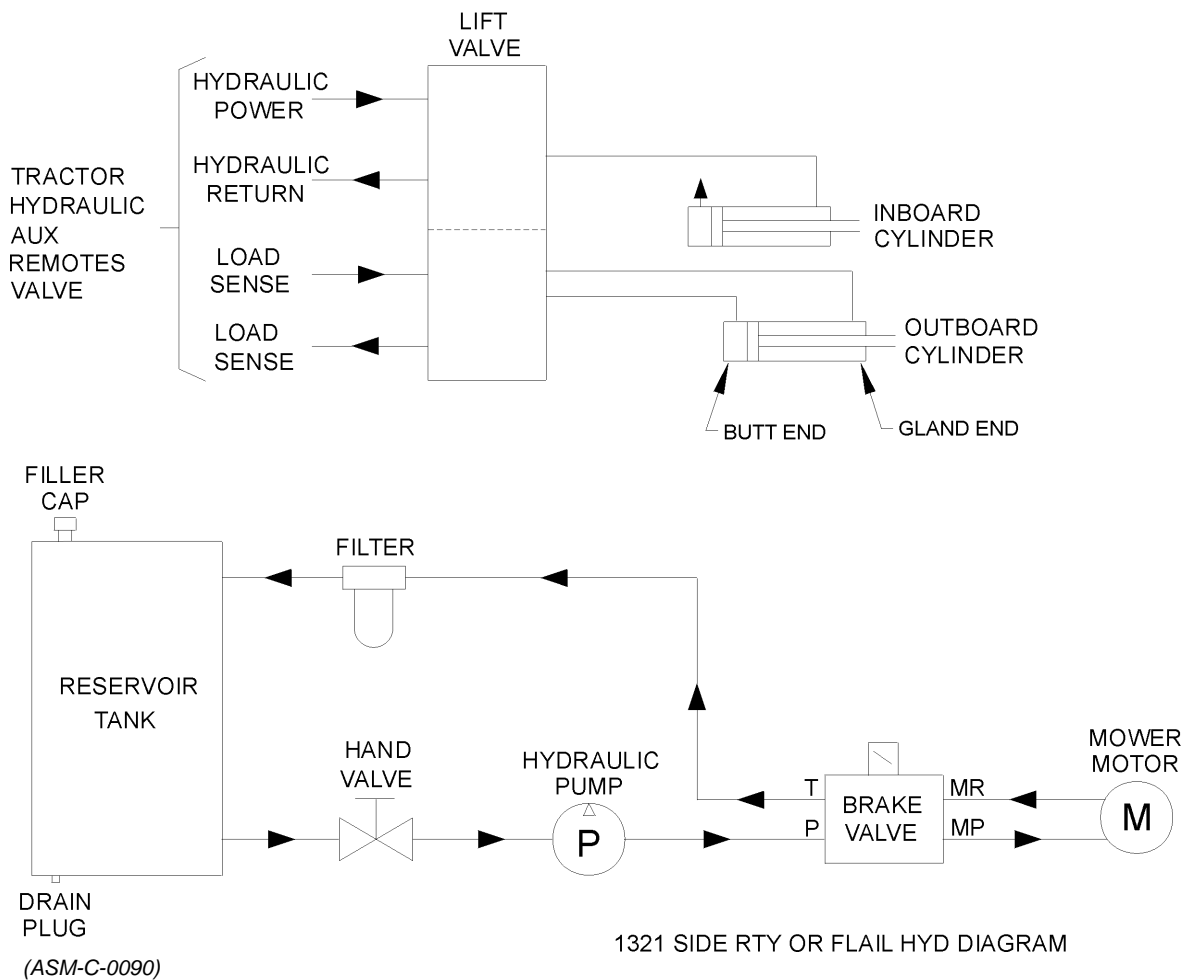 LIFT
VALVE
HYDRAULIC
POWER
HYDRAULIC
RETURN
TRACTOR
HYDRAULIC
AUX
REMOTES
VALVE
LOAD
SENSE
LOAD
SENSE
INBOARD
CYLINDER
OUTBOARD
CYLINDER
BUTT END
GLAND END
FILLER
CAP
FILTER
RESERVOIR
TANK
HAND
VALVE
HYDRAULIC
PUMP
P
T
P
BRAKE
VALVE
MR
MP
MOWER
MOTOR
M
DRAIN
PLUG
1321 SIDE RTY OR FLAIL HYD DIAGRAM
(ASM-C-0090)